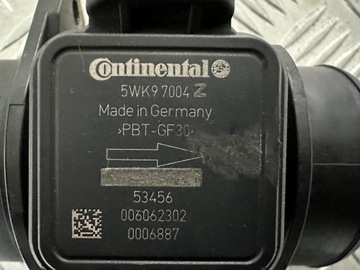 Continental
5WK9 7004 Z
Made in Germany
>PBT-GF30<
53456
006062302
0006887